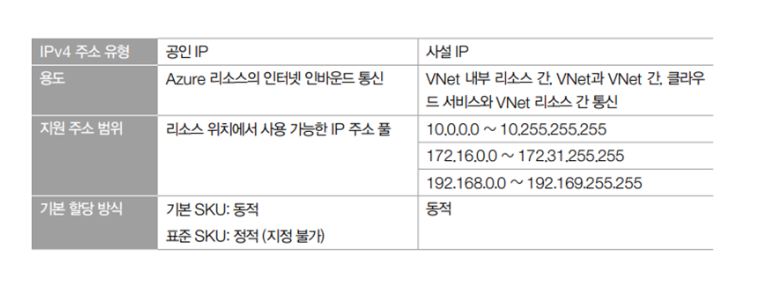 IPv4 주소 유형 공인 IP 사설 IP
용도 Azure 리소스의 인터넷 인바운드 통신 VNet 내부 리소스 간, VNet과 VNet 간, 클라우
드 서비스와 VNet 리소스 간 통신
지원 주소 범위 리소스 위치에서 사용 가능한 IP 주소 풀 10.0.0.0 ~ 10.255.255.255
172.16.0.0 ~ 172.31.255.255
192.168.0.0 ~ 192.169.255.255
기본 할당 방식 기본 SKU: 동적 동적
표준 SKU: 정적 (지정 불가)